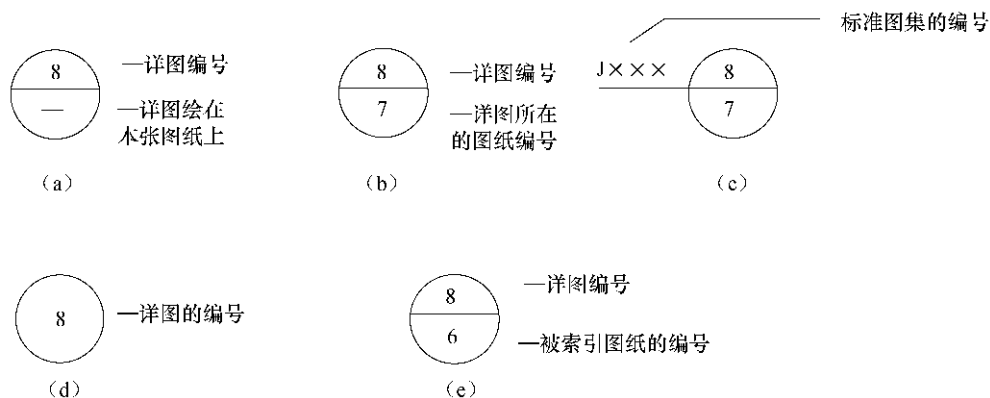 标准图集的编号
8
—详图编号
—
—详图绘在
本张图纸上
(a)
8
—详图编号
7
—详图所在
的图纸编号
(b)
J×××
8
7
(c)
8
—详图的编号
(d)
8
—详图编号
6
—被索引图纸的编号
(e)